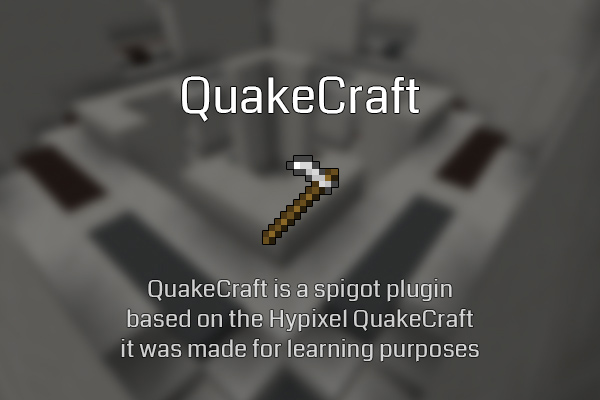 QuakeCraft
QuakeCraft is a spigot plugin
based on the Hypixel QuakeCraft
it was made for learning purposes